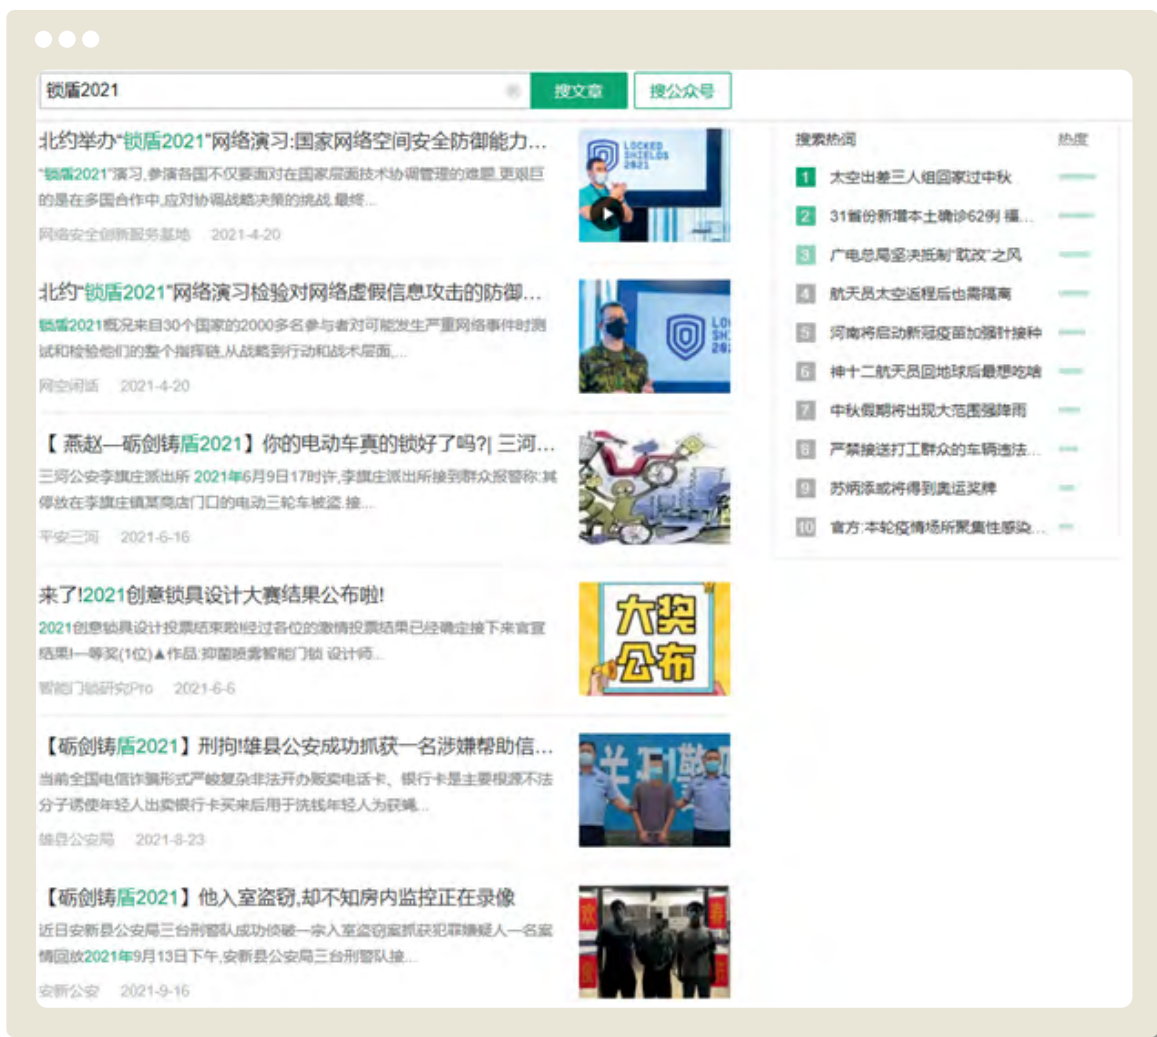 锁盾2021
搜文章 搜公众号
北约举办“锁盾2021”网络演习:国家网络空间安全防御能力...
“锁盾2021”演习,参演各国不仅要面对在国家层面技术协调管理的难题,更艰巨
的是在多国合作中,应对协调战略决策的挑战.最终...
网络安全创新服务基地 2021-4-20
LOCKED
SHIELDS
2021
北约“锁盾2021”网络演习检验对网络虚假信息攻击的防御...
锁盾2021概况来自30个国家的2000多名参与者对可能发生严重网络事件时测
试和检验他们的整个指挥链,从战略到行动和战术层面,...
网空闲话 2021-4-20
【 燕赵—砺剑铸盾2021】你的电动车真的锁好了吗?| 三河...
三河公安李旗庄派出所 2021年6月9日17时许,李旗庄派出所接到群众报警称:其
停放在李旗庄镇某商店门口的电动三轮车被盗.接...
平安三河 2021-6-16
来了!2021创意锁具设计大赛结果公布啦!
2021创意锁具设计投票结束啦!经过各位的激情投票结果已经确定接下来官宣
结果!一等奖(1位)▲作品:抑菌喷雾智能门锁 设计师...
智能门锁研究Pro 2021-6-6
大奖
公布
【砺剑铸盾2021】刑拘!雄县公安成功抓获一名涉嫌帮助信...
当前全国电信诈骗形式严峻复杂非法开办贩卖电话卡、银行卡是主要根源不法
分子诱使年轻人出卖银行卡买来后用于洗钱年轻人为获蝇...
雄县公安局 2021-8-23
【砺剑铸盾2021】他入室盗窃,却不知房内监控正在录像
近日安新县公安局三台刑警队成功侦破一宗入室盗窃案抓获犯罪嫌疑人一名案
情回放2021年9月13日下午,安新县公安局三台刑警队接...
安新公安 2021-9-16
搜索热词 热度
1 太空出差三人组回家过中秋
2 31省份新增本土确诊62例 福...
3 广电总局坚决抵制“耽改”之风
4 航天员太空返程后也需隔离
5 河南将启动新冠疫苗加强针接种
6 神十二航天员回地球后最想吃啥
7 中秋假期将出现大范围强降雨
8 严禁接送打工群众的车辆违法...
9 苏炳添或将得到奥运奖牌
10 官方:本轮疫情场所聚集性感染...